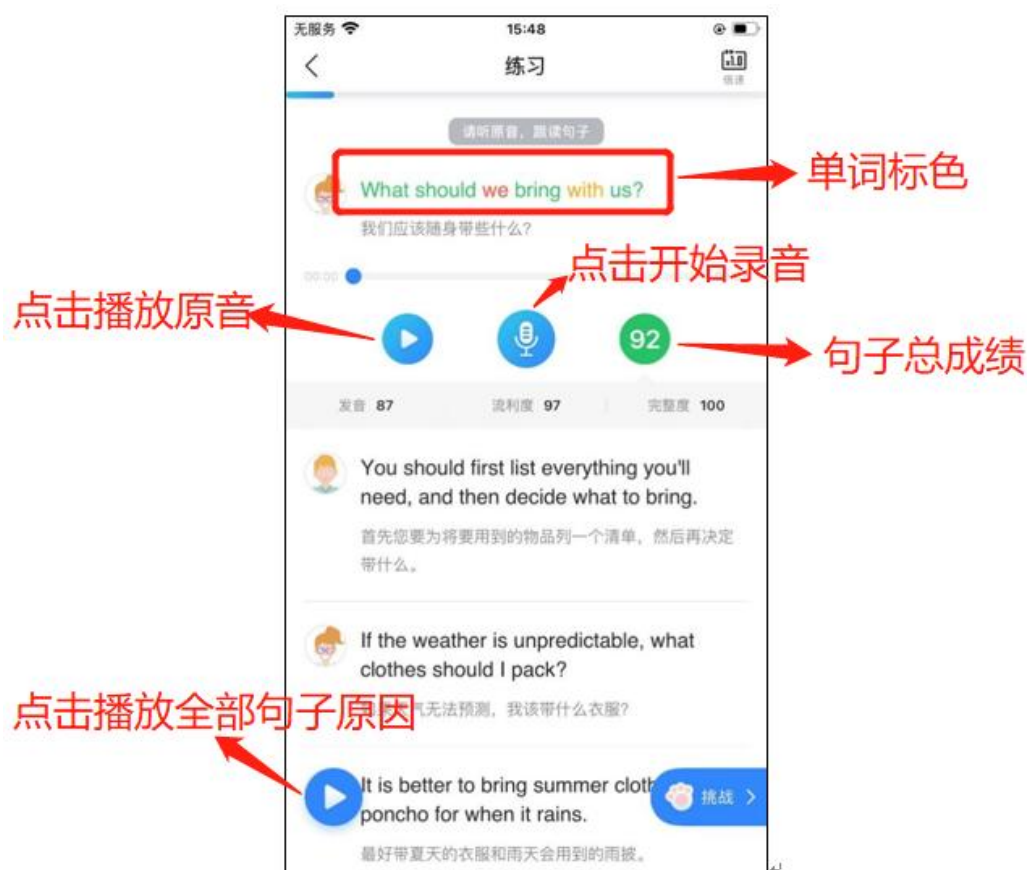 无服务 15:48
练习
x1.0
倍速
请听原音，跟读句子
What should we bring with us?
单词标色
我们应该随身带些什么?
点击开始录音
00:00
点击播放原音
92
句子总成绩
发音 87 流利度 97 完整度 100
You should first list everything you'll
need, and then decide what to bring.
首先您要为将要用到的物品列一个清单，然后再决定
带什么。
If the weather is unpredictable, what
clothes should I pack?
点击播放全部句子原因
气无法预测，我该带什么衣服?
It is better to bring summer cloth
挑战
poncho for when it rains.
最好带夏天的衣服和雨天会用到的雨披。